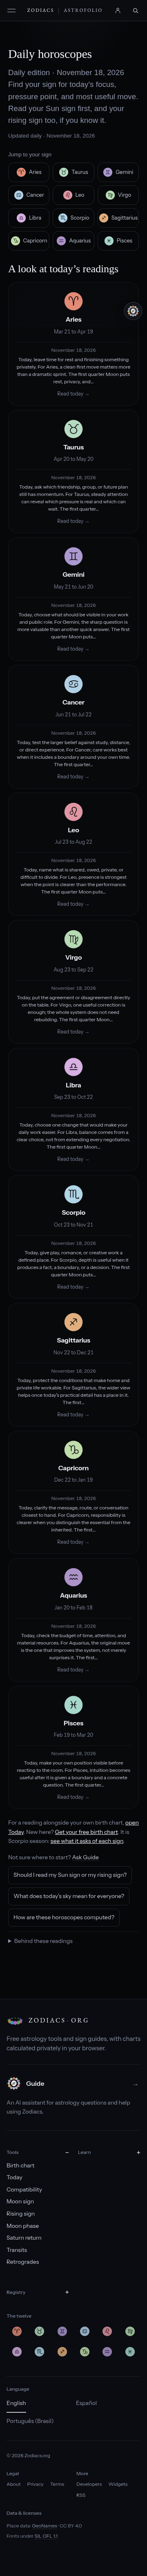 ZODIACS | ASTROFOLIO
Daily horoscopes
Daily edition · November 18, 2026
Find your Sun sign for today's focus,
pressure point, and most useful move.
Read your Sun sign first, and your
rising sign too, if you know it.
Updated daily · November 18, 2026
Jump to your sign
Aries Taurus Gemini
Cancer Leo Virgo
Libra Scorpio Sagittarius
Capricorn Aquarius Pisces
A look at today's readings
Aries
Mar 21 to Apr 19
November 18, 2026
Today, leave time for rest and finishing something
privately. For Aries, a clean first move matters more
than a dramatic sprint. The first quarter Moon puts
rest, privacy, and...
Read today →
Taurus
Apr 20 to May 20
November 18, 2026
Today, ask which friendship, group, or future plan
still has momentum. For Taurus, steady attention
can reveal which pressure is real and which can
wait. The first quarter...
Read today →
Gemini
May 21 to Jun 20
November 18, 2026
Today, choose what should be visible in your work
and public role. For Gemini, the sharp question is
more valuable than another quick answer. The first
quarter Moon puts...
Read today →
Cancer
Jun 21 to Jul 22
November 18, 2026
Today, test the larger belief against study, distance,
or direct experience. For Cancer, care works best
when it includes a boundary around your own time.
The first quarter...
Read today →
Leo
Jul 23 to Aug 22
November 18, 2026
Today, name what is shared, owed, private, or
difficult to divide. For Leo, presence is strongest
when the point is clearer than the performance.
The first quarter Moon puts...
Read today →
Virgo
Aug 23 to Sep 22
November 18, 2026
Today, put the agreement or disagreement directly
on the table. For Virgo, one useful correction is
enough; the whole system does not need
rebuilding. The first quarter Moon...
Read today →
Libra
Sep 23 to Oct 22
November 18, 2026
Today, choose one change that would make your
daily work easier. For Libra, balance comes from a
clear choice, not from entertaining every possibility.
The first quarter Moon...
Read today →
Scorpio
Oct 23 to Nov 21
November 18, 2026
Today, give play, romance, or creative work a
defined place. For Scorpio, depth is useful when it
produces a fact, a boundary, or a decision. The first
quarter Moon puts...
Read today →
Sagittarius
Nov 22 to Dec 21
November 18, 2026
Today, protect the conditions that make home and
private life workable. For Sagittarius, the wider view
helps once today's practical detail has a place in it.
The first...
Read today →
Capricorn
Dec 22 to Jan 19
November 18, 2026
Today, clarify the message, route, or conversation
closest to hand. For Capricorn, responsibility is
clearer when you distinguish the essential from the
inherited. The first...
Read today →
Aquarius
Jan 20 to Feb 18
November 18, 2026
Today, check the budget of time, attention, and
material resources. For Aquarius, the original move
is the one that improves the system, not merely
surprises it. The first...
Read today →
Pisces
Feb 19 to Mar 20
November 18, 2026
Today, make your own position visible before
reacting to the room. For Pisces, intuition becomes
useful after it is given a boundary and a concrete
question. The first quarter...
Read today →
For a reading alongside your own birth chart, open
Today. New here? Get your free birth chart. It is
Scorpio season: see what it asks of each sign.
Not sure where to start? Ask Guide
Should I read my Sun sign or my rising sign?
What does today's sky mean for everyone?
How are these horoscopes computed?
▶ Behind these readings
ZODIACS·ORG
Free astrology tools and sign guides, with charts
calculated privately in your browser.
Guide →
An AI assistant for astrology questions and help
using Zodiacs.
Tools − Learn +
Birth chart
Today
Compatibility
Moon sign
Rising sign
Moon phase
Saturn return
Transits
Retrogrades
Registry +
The twelve
Language
English Español
Português (Brasil)
© 2026 Zodiacs.org
Legal More
About Privacy Terms Developers Widgets
RSS
Data & licenses
Place data: GeoNames · CC BY 4.0
Fonts under SIL OFL 1.1